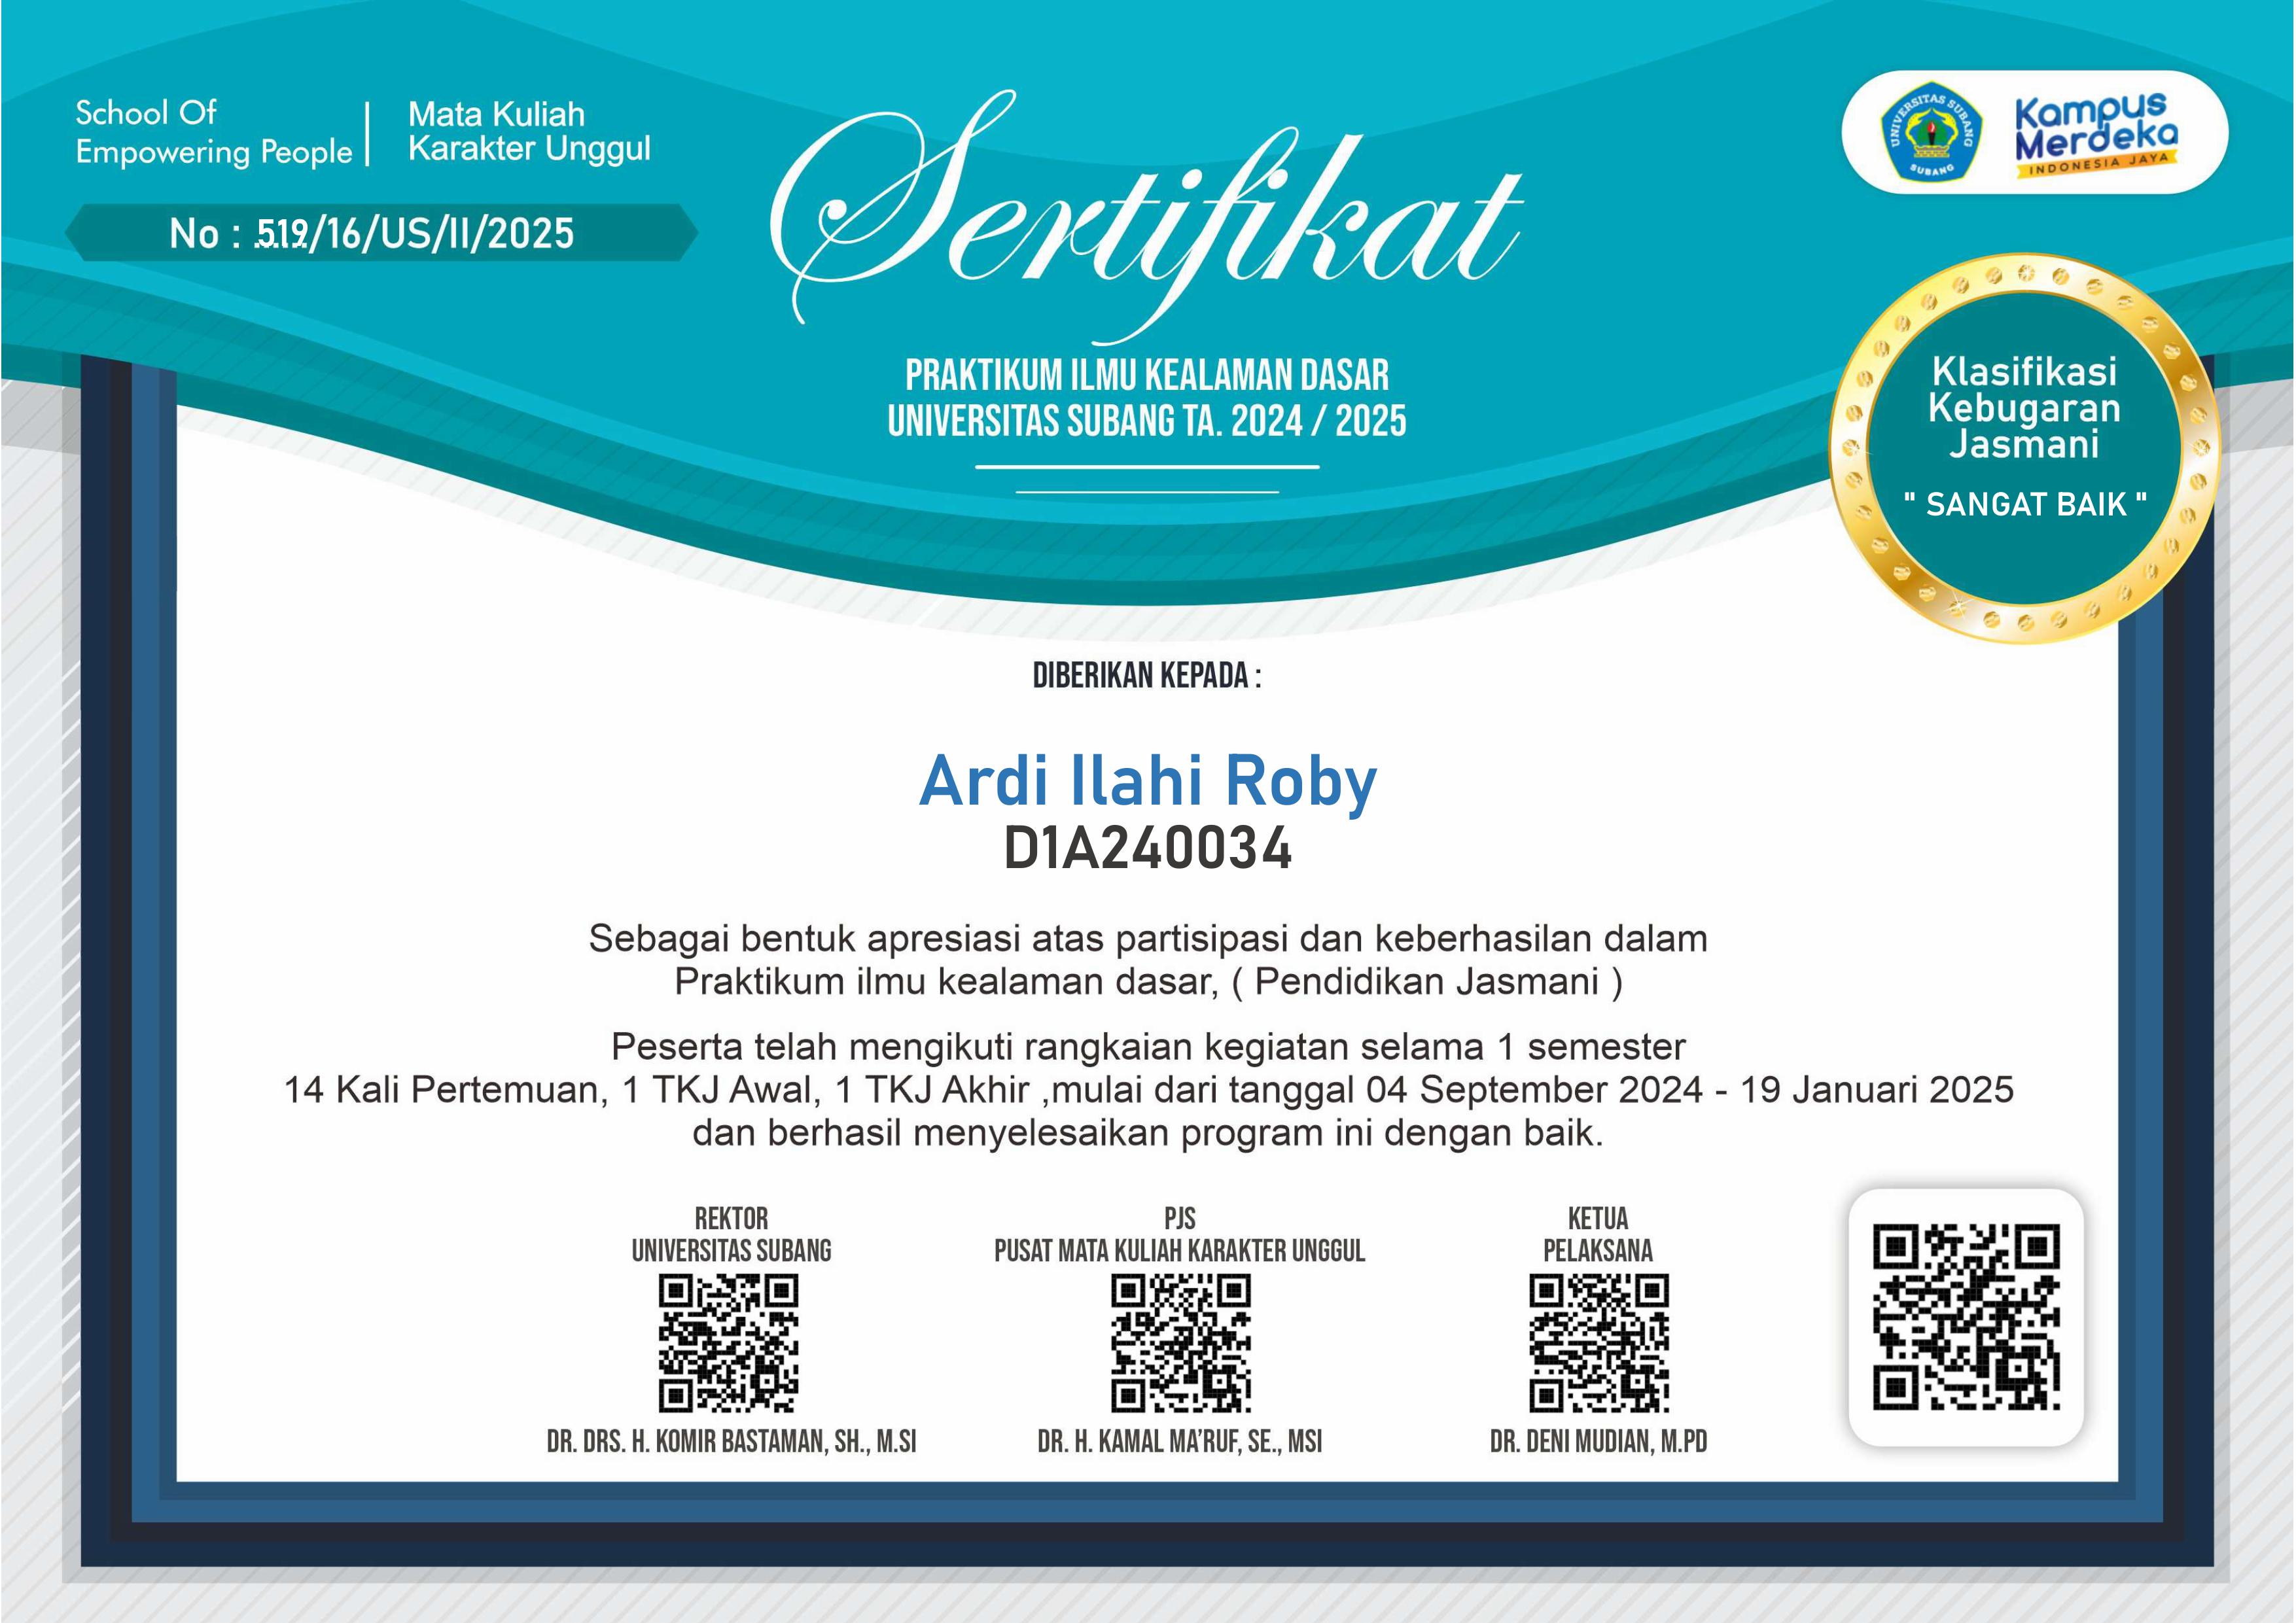 School Of
Empowering People
Mata Kuliah
Karakter Unggul
No : 519/16/US/II/2025
Sertifikat
PRAKTIKUM ILMU KEALAMAN DASAR
UNIVERSITAS SUBANG TA. 2024 / 2025
UNIVERSITAS SUBANG
SUBANG
Kampus
Merdeka
INDONESIA JAYA
Klasifikasi
Kebugaran
Jasmani
" SANGAT BAIK "
DIBERIKAN KEPADA :
Ardi Ilahi Roby
D1A240034
Sebagai bentuk apresiasi atas partisipasi dan keberhasilan dalam
Praktikum ilmu kealaman dasar, ( Pendidikan Jasmani )
Peserta telah mengikuti rangkaian kegiatan selama 1 semester
14 Kali Pertemuan, 1 TKJ Awal, 1 TKJ Akhir ,mulai dari tanggal 04 September 2024 - 19 Januari 2025
dan berhasil menyelesaikan program ini dengan baik.
REKTOR
UNIVERSITAS SUBANG
DR. DRS. H. KOMIR BASTAMAN, SH., M.SI
PJS
PUSAT MATA KULIAH KARAKTER UNGGUL
DR. H. KAMAL MA'RUF, SE., MSI
KETUA
PELAKSANA
DR. DENI MUDIAN, M.PD